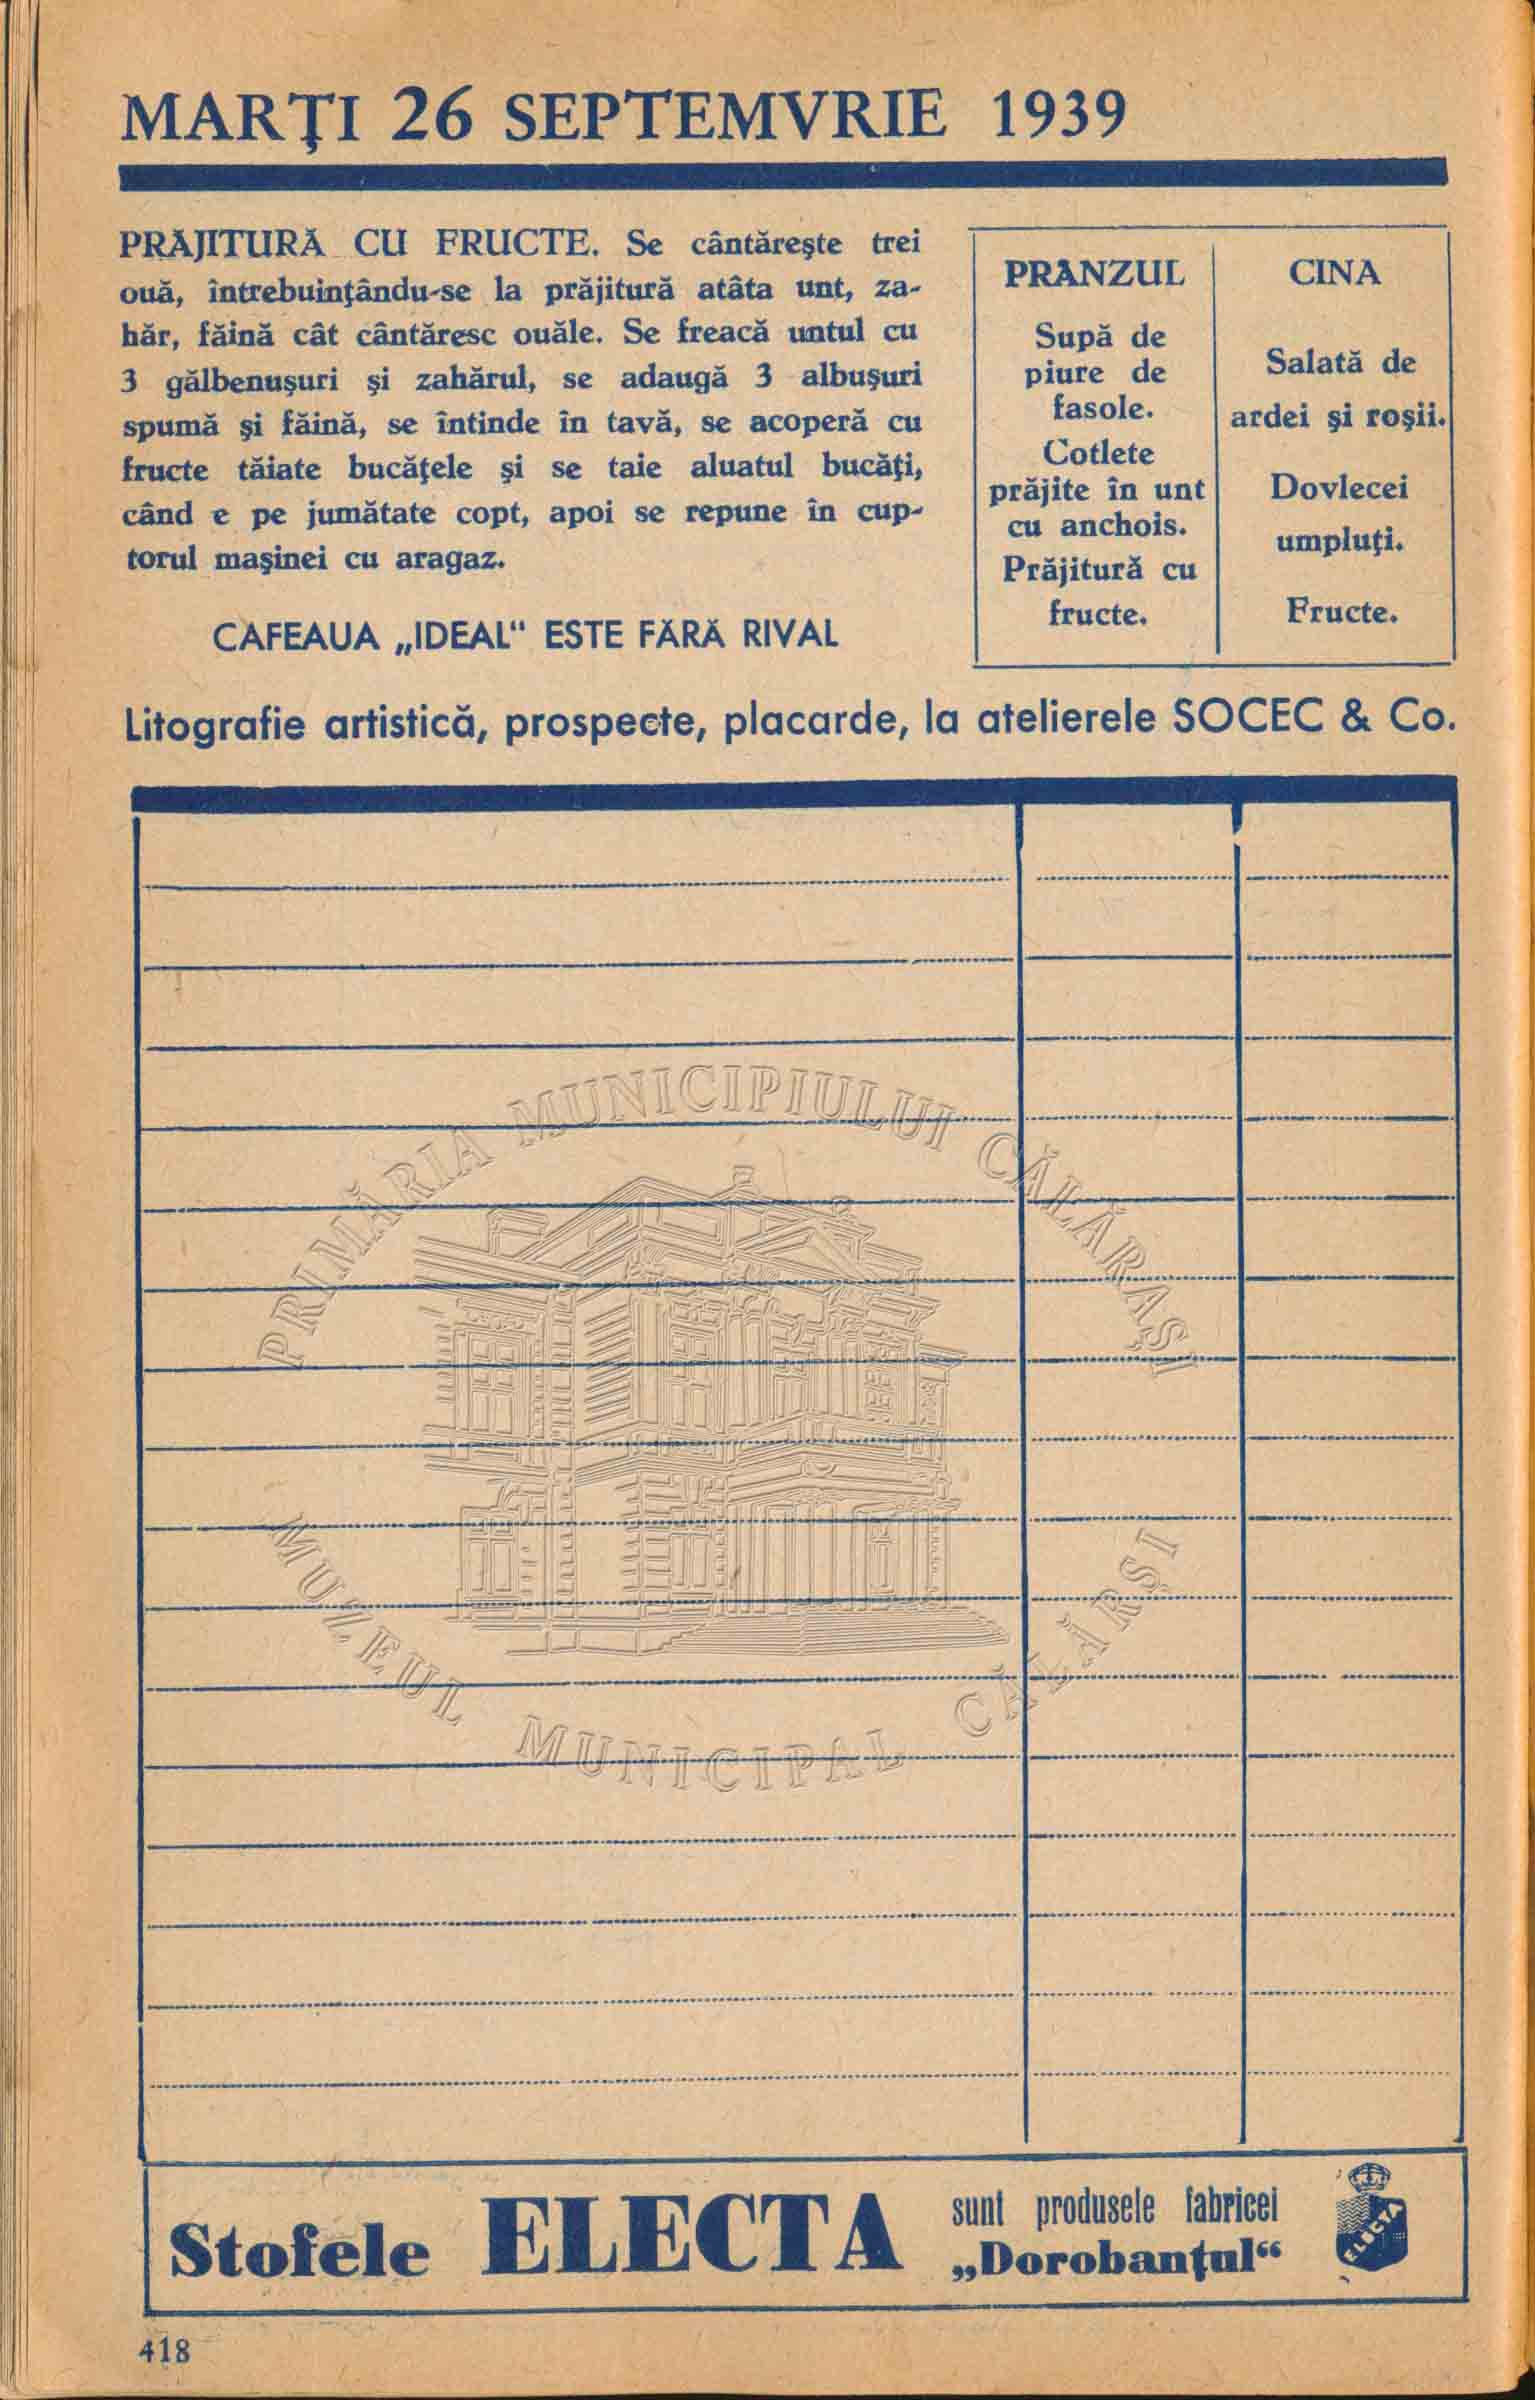 MARŢI 26 SEPTEMVRIE 1939
PRĂJITURĂ CU FRUCTE. Se cântăreşte trei
ouă, întrebuinţându-se la prăjitură atâta unt, za-
hăr, făină cât cântăresc ouăle. Se freacă untul cu
3 gălbenuşuri şi zahărul, se adaugă 3 albuşuri
spumă şi făină, se întinde în tavă, se acoperă cu
fructe tăiate bucăţele şi se taie aluatul bucăţi,
când e pe jumătate copt, apoi se repune în cup-
torul maşinei cu aragaz.
CAFEAUA „IDEAL“ ESTE FĂRĂ RIVAL
PRANZUL
Supă de
piure de
fasole.
Cotlete
prăjite în unt
cu anchois.
Prăjitură cu
fructe.
CINA
Salată de
ardei şi roşii.
Dovlecei
umpluţi.
Fructe.
Litografie artistică, prospecte, placarde, la atelierele SOCEC & Co.
PRIMĂRIA MUNICIPIULUI CĂLĂRAȘI
MUZEUL MUNICIPAL CĂLĂRȘI
Stofele ELECTA
sunt produsele fabricei
„Dorobanţul“
ELECTA
418